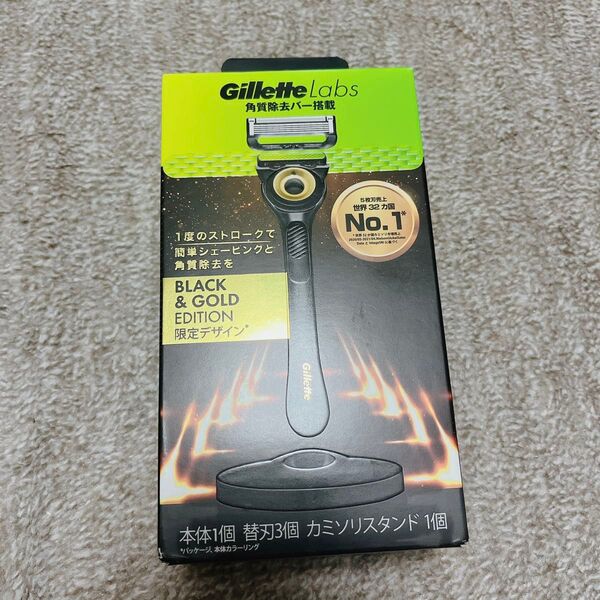 Gillette Labs
角質除去バー搭載
5枚刃売上
世界 32 カ国
No.1*
1度のストロークで
簡単シェービングと
角質除去を
BLACK
& GOLD
EDITION
限定デザイン*
Gillette
本体1個 替刃3個 カミソリスタンド 1個
*パッケージ、本体カラーリング